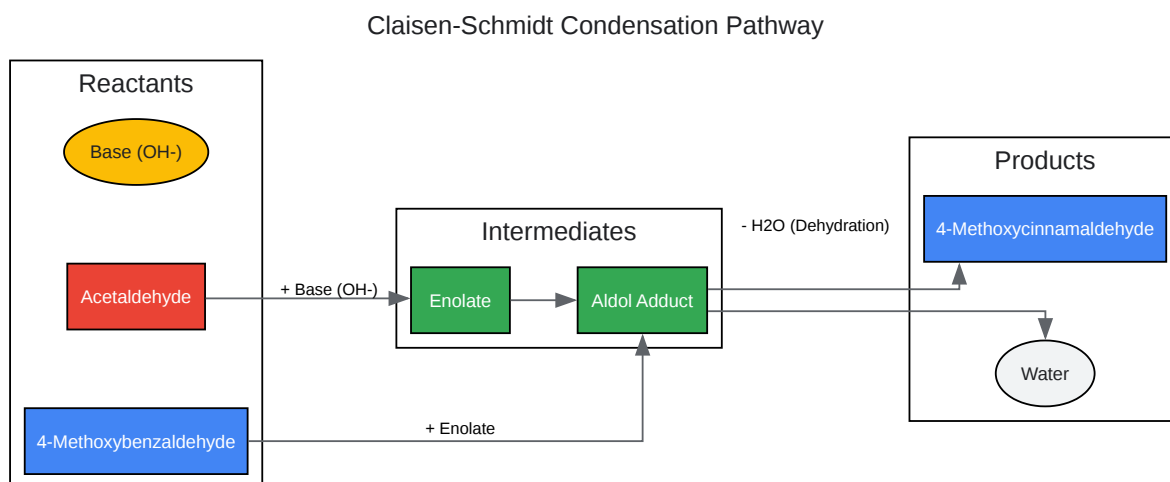 Claisen-Schmidt Condensation Pathway
Reactants
Base (OH-)
Acetaldehyde
4-Methoxybenzaldehyde
+ Base (OH-)
+ Enolate
Intermediates
Enolate
Aldol Adduct
- H2O (Dehydration)
Products
4-Methoxycinnamaldehyde
Water